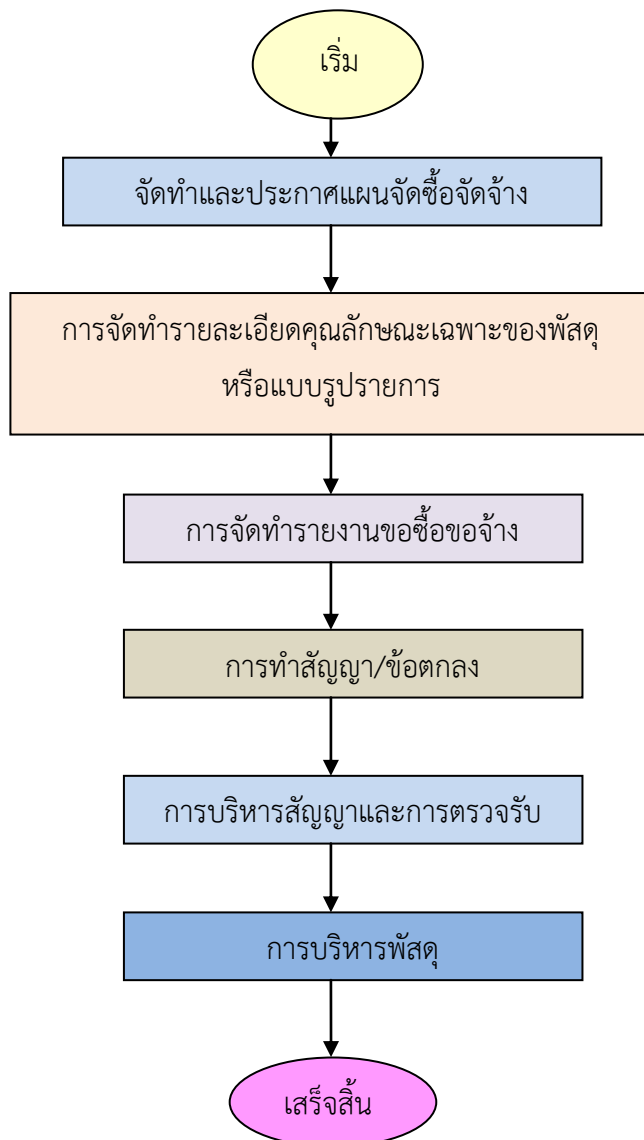 เริ่ม
จัดทำและประกาศแผนจัดซื้อจัดจ้าง
การจัดทำรายละเอียดคุณลักษณะเฉพาะของพัสดุ
หรือแบบรูปรายการ
การจัดทำรายงานขอซื้อขอจ้าง
การทำสัญญา/ข้อตกลง
การบริหารสัญญาและการตรวจรับ
การบริหารพัสดุ
เสร็จสิ้น